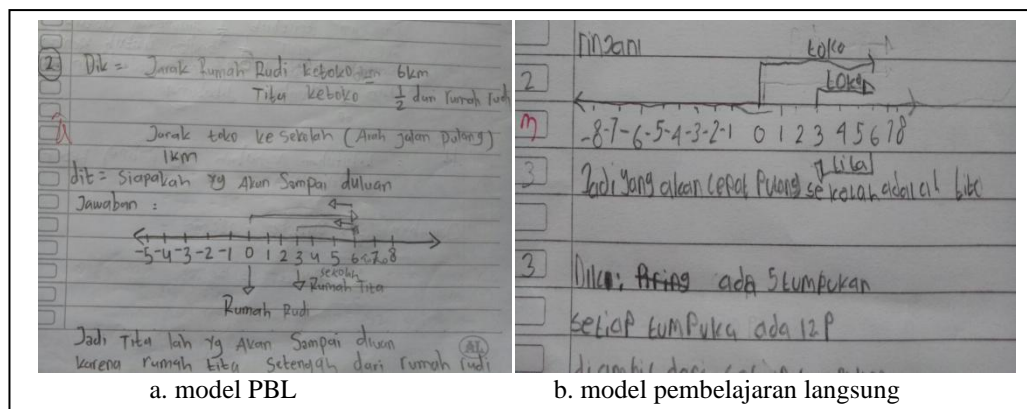 2. Dik = Jarak Rumah Rudi ketoko 6km
Tita ketoko 1/2 dari rumah rudi
Jarak toko ke sekolah (Arah jalan pulang)
1km
dit = Siapakah yg Akan Sampai duluan
Jawaban :
-5 -4 -3 -2 -1 0 1 2 3 4 5 6 7 8
sekolah
Rumah Tita
Rumah Rudi
Jadi Tita lah yg Akan Sampai duluan
karena rumah tita setengah dari rumah rudi
a. model PBL
rinjani
toko
2
toko
-8 -7 -6 -5 -4 -3 -2 -1 0 1 2 3 4 5 6 7 8
3
Jadi yang akan cepat Pulang sekolah adalah
3
Dik : ada 5 tumpukan
setiap tumpuka ada 12 P
b. model pembelajaran langsung